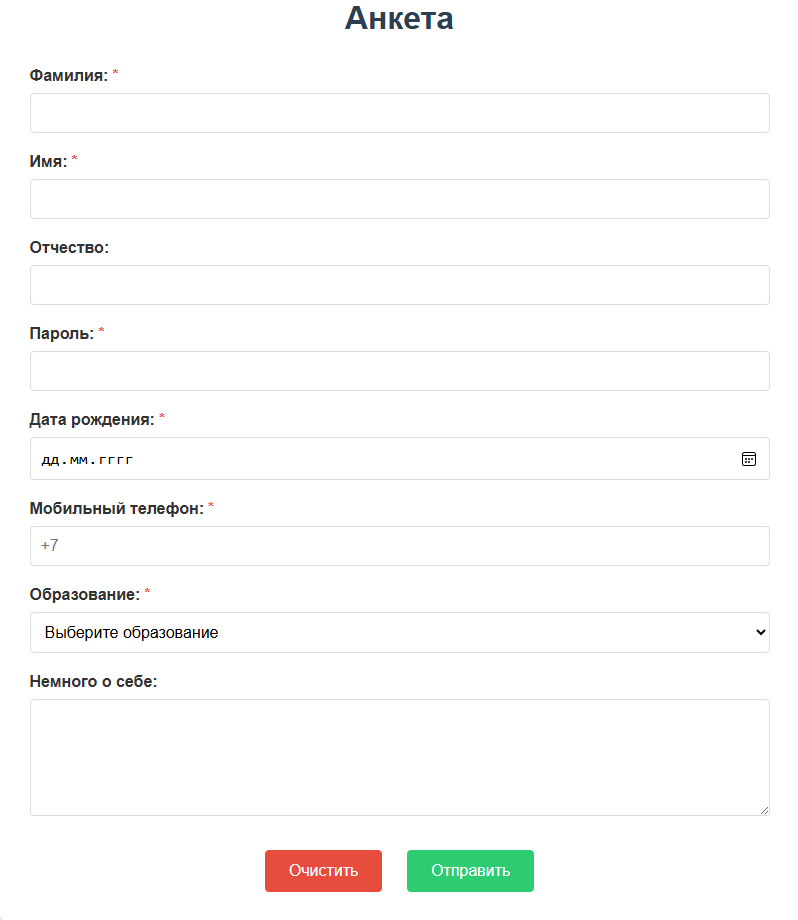 Анкета
Фамилия: *
Имя: *
Отчество:
Пароль: *
Дата рождения: *
дд.мм.гггг
Мобильный телефон: *
+7
Образование: *
Выберите образование
Немного о себе:
Очистить Отправить